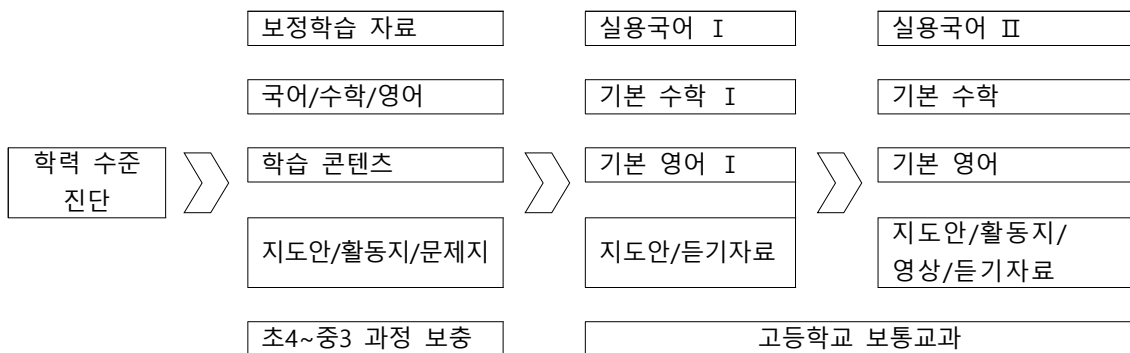 보정학습 자료
실용국어 Ⅰ
실용국어 Ⅱ
국어/수학/영어
기본 수학 Ⅰ
기본 수학
학력 수준
진단
학습 콘텐츠
기본 영어 Ⅰ
기본 영어
지도안/활동지/문제지
지도안/듣기자료
지도안/활동지/
영상/듣기자료
초4~중3 과정 보충
고등학교 보통교과